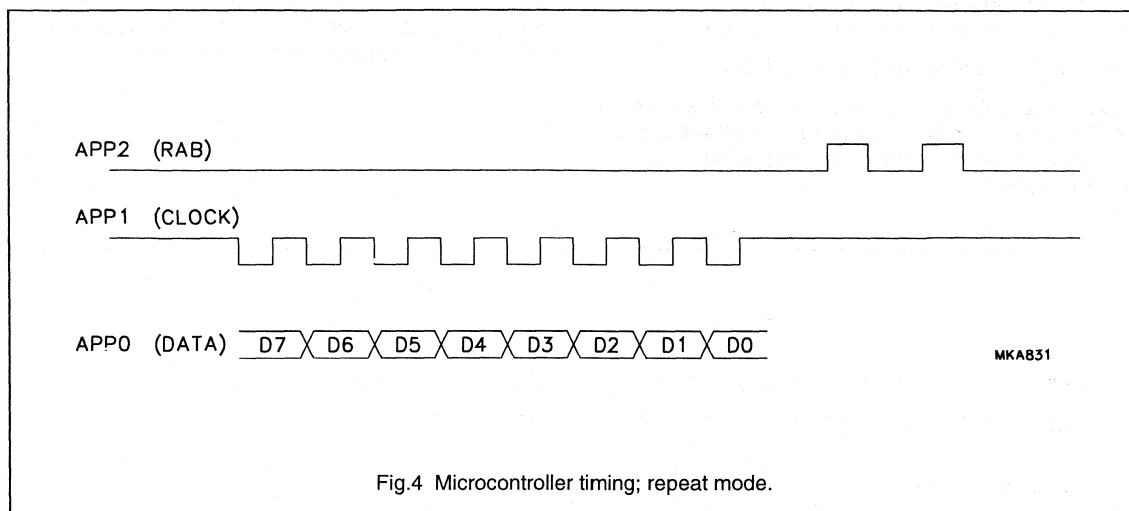 APP2 (RAB)
APP1 (CLOCK)
APP0 (DATA) D7 D6 D5 D4 D3 D2 D1 D0
MKA831
Fig.4 Microcontroller timing; repeat mode.